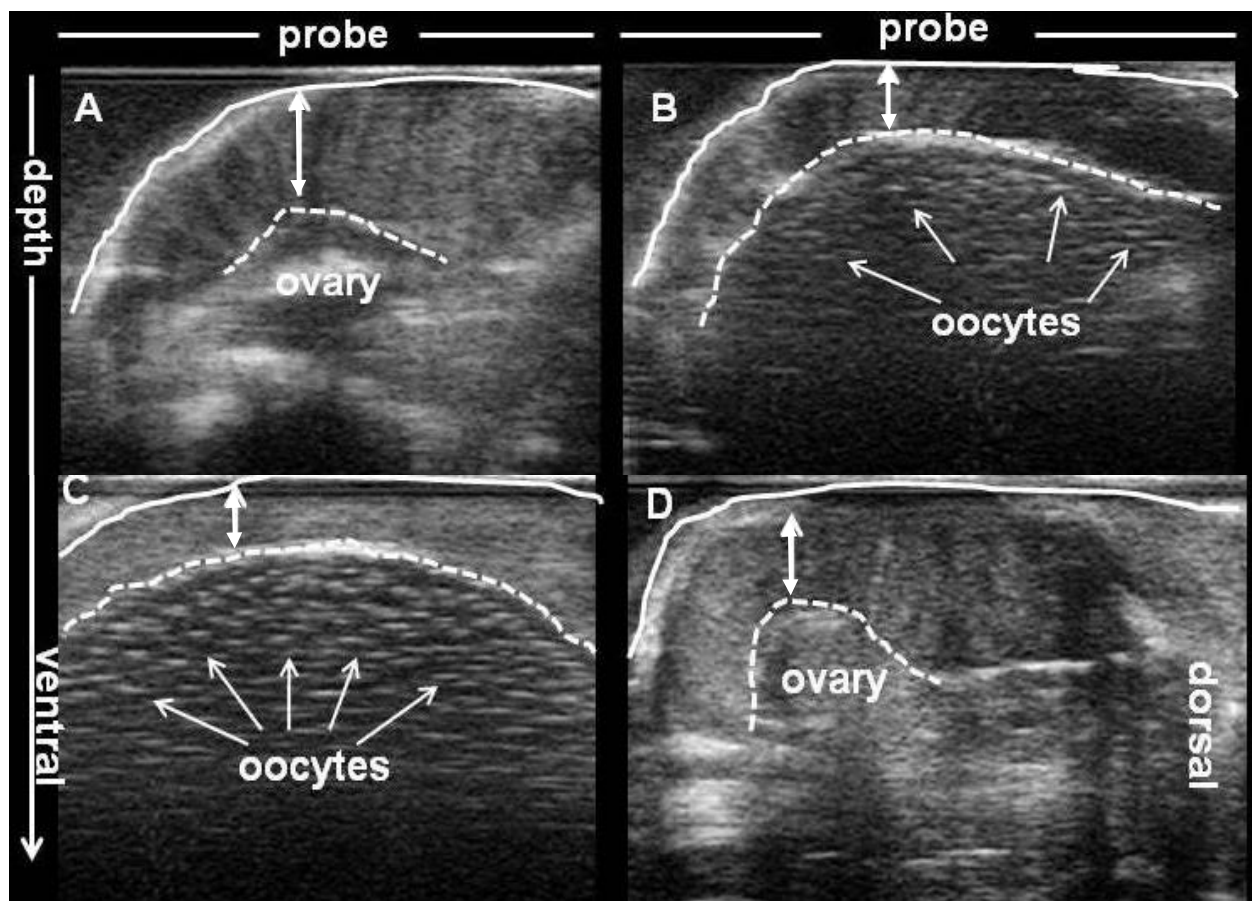 probe
probe
depth
A
B
ovary
oocytes
C
D
ventral
ovary
oocytes
dorsal